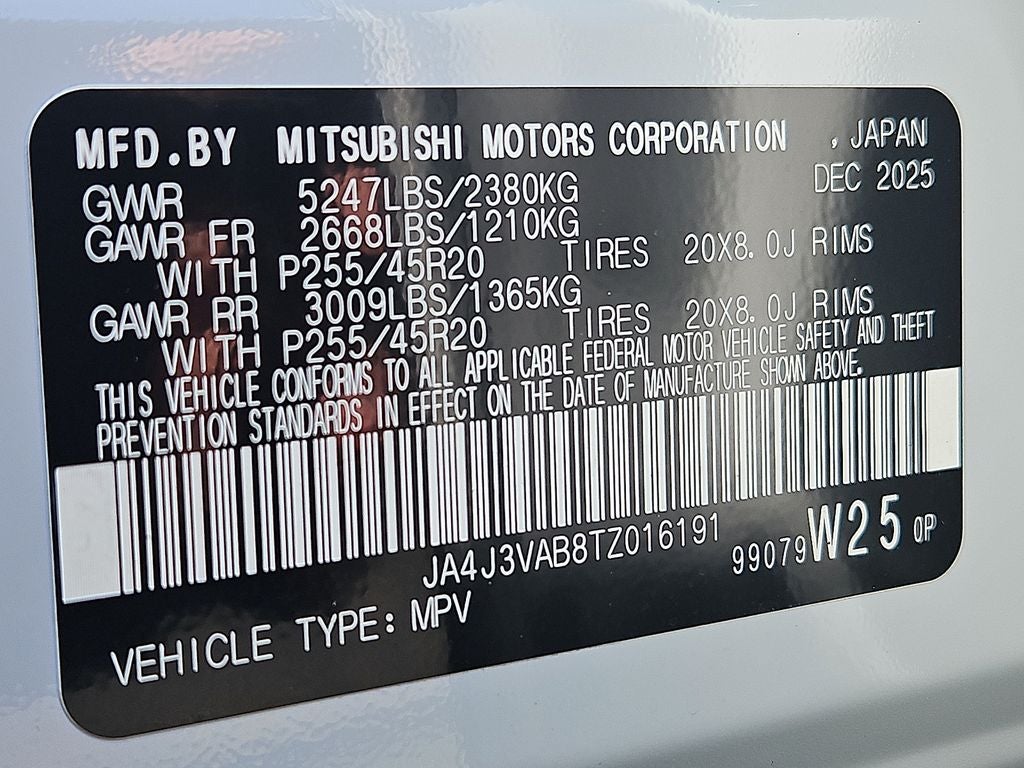 MFD.BY MITSUBISHI MOTORS CORPORATION , JAPAN
DEC 2025
GVWR 5247LBS/2380KG
GAWR FR 2668LBS/1210KG
WITH P255/45R20 TIRES 20X8.0J RIMS
GAWR RR 3009LBS/1365KG
WITH P255/45R20 TIRES 20X8.0J RIMS
THIS VEHICLE CONFORMS TO ALL APPLICABLE FEDERAL MOTOR VEHICLE SAFETY AND THEFT
PREVENTION STANDARDS IN EFFECT ON THE DATE OF MANUFACTURE SHOWN ABOVE.
JA4J3VAB8TZ016191
99079 W25 0P
VEHICLE TYPE: MPV